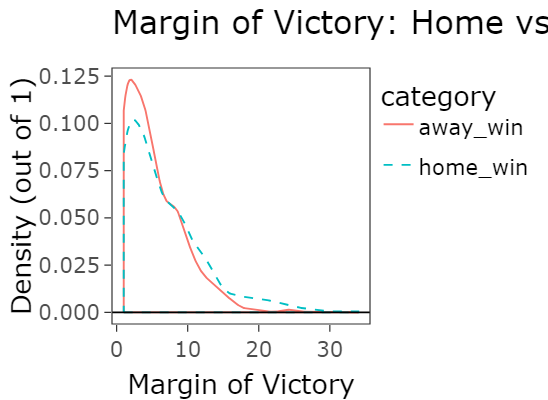 Margin of Victory: Home vs
Density (out of 1)
0.125
0.100
0.075
0.050
0.025
0.000
0 10 20 30
Margin of Victory
category
away_win
home_win